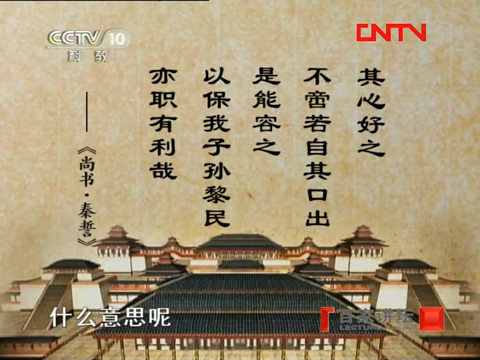 CCTV 10
科教
CNTV
其心好之
不啻若自其口出
是能容之
以保我子孙黎民
亦职有利哉
——《尚书·秦誓》
什么意思呢
百家讲坛